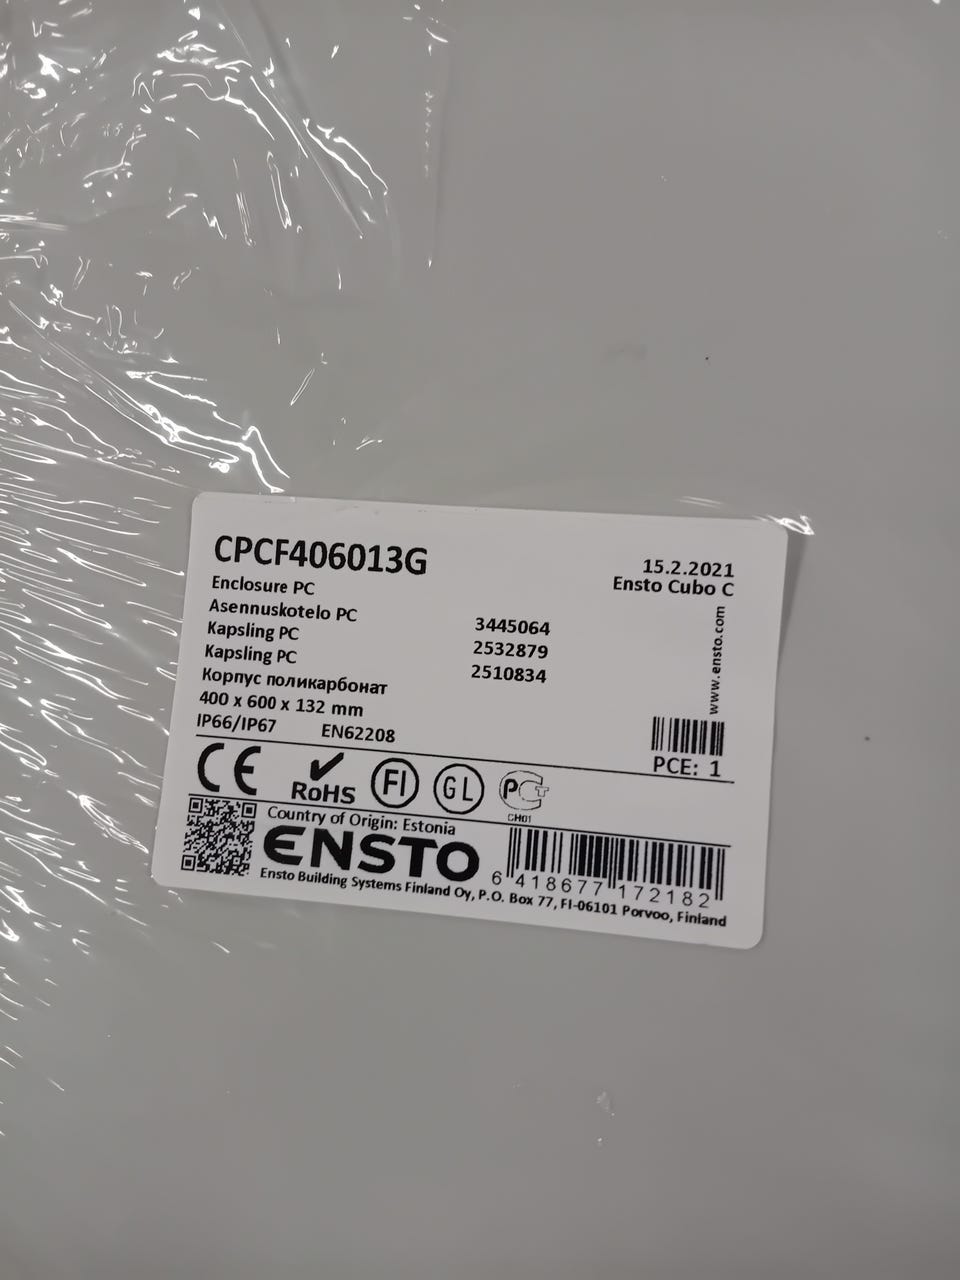 CPCF406013G
15.2.2021
Enclosure PC
Ensto Cubo C
Asennuskotelo PC 3445064
Kapsling PC 2532879
Kapsling PC 2510834
Корпус поликарбонат
400 x 600 x 132 mm
IP66/IP67 EN62208
www.ensto.com
PCE: 1
CE
RoHS
FI
GL
РСТ
CH01
Country of Origin: Estonia
ENSTO
6 418677 172182
Ensto Building Systems Finland Oy, P.O. Box 77, FI-06101 Porvoo, Finland